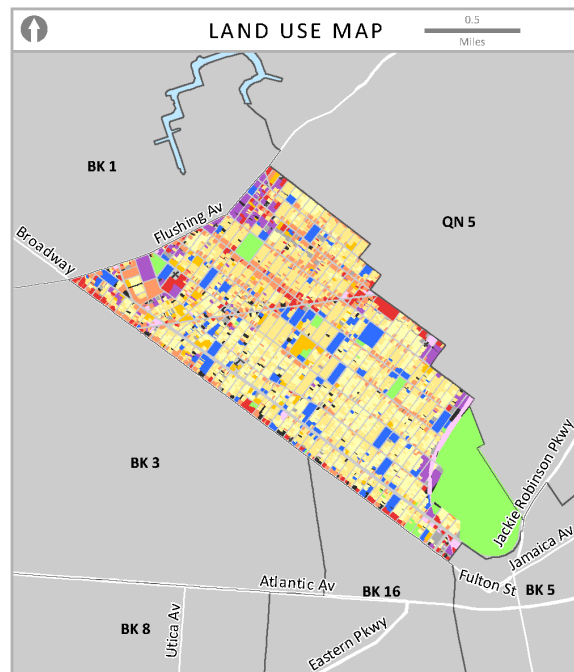 LAND USE MAP
0.5
Miles
BK 1
QN 5
Flushing Av
Broadway
BK 3
Jackie Robinson Pkwy
Jamaica Av
Fulton St
BK 5
Atlantic Av
BK 16
BK 8
Utica Av
Eastern Pkwy